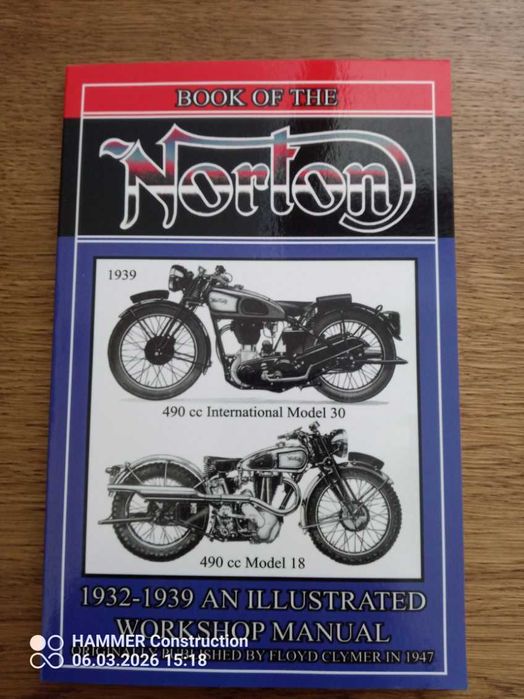 BOOK OF THE
Norton
1939
490 cc International Model 30
490 cc Model 18
1932-1939 AN ILLUSTRATED
WORKSHOP MANUAL
ORIGINALLY PUBLISHED BY FLOYD CLYMER IN 1947
HAMMER Construction
06.03.2026 15:18